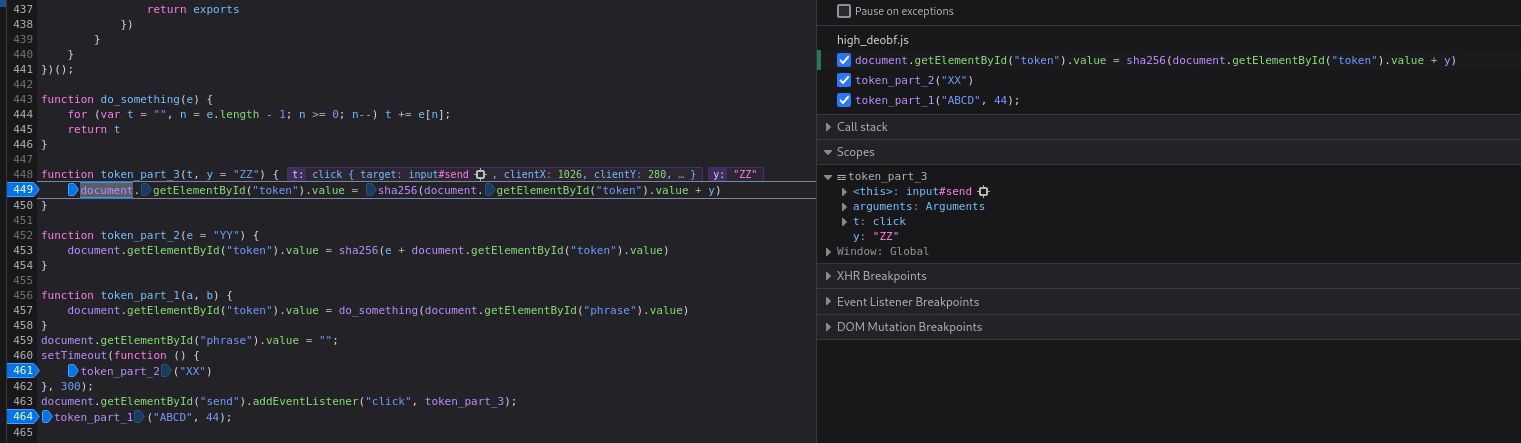 437                 return exports
438             })
439         }
440     }
441 })();
442
443 function do_something(e) {
444     for (var t = "", n = e.length - 1; n >= 0; n--) t += e[n];
445     return t
446 }
447
448 function token_part_3(t, y = "ZZ") { t: click { target: input#send , clientX: 1026, clientY: 280, … } y: "ZZ"
449     document.getElementById("token").value = sha256(document.getElementById("token").value + y)
450 }
451
452 function token_part_2(e = "YY") {
453     document.getElementById("token").value = sha256(e + document.getElementById("token").value)
454 }
455
456 function token_part_1(a, b) {
457     document.getElementById("token").value = do_something(document.getElementById("phrase").value)
458 }
459 document.getElementById("phrase").value = "";
460 setTimeout(function () {
461     token_part_2("XX")
462 }, 300);
463 document.getElementById("send").addEventListener("click", token_part_3);
464 token_part_1("ABCD", 44);
465
Pause on exceptions
high_deobf.js
document.getElementById("token").value = sha256(document.getElementById("token").value + y)
token_part_2("XX")
token_part_1("ABCD", 44);
Call stack
Scopes
token_part_3
<this>: input#send
arguments: Arguments
t: click
y: "ZZ"
Window: Global
XHR Breakpoints
Event Listener Breakpoints
DOM Mutation Breakpoints